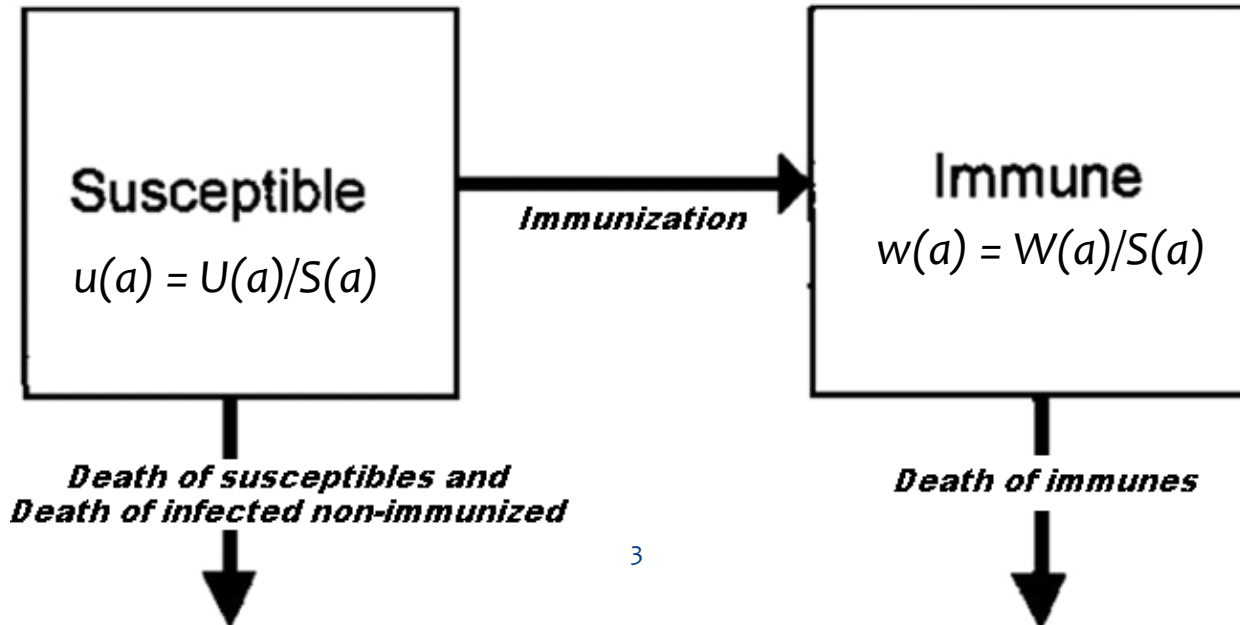 Susceptible
u(a) = U(a)/S(a)
Immunization
Immune
w(a) = W(a)/S(a)
Death of susceptibles and
Death of infected non-immunized
Death of immunes
3